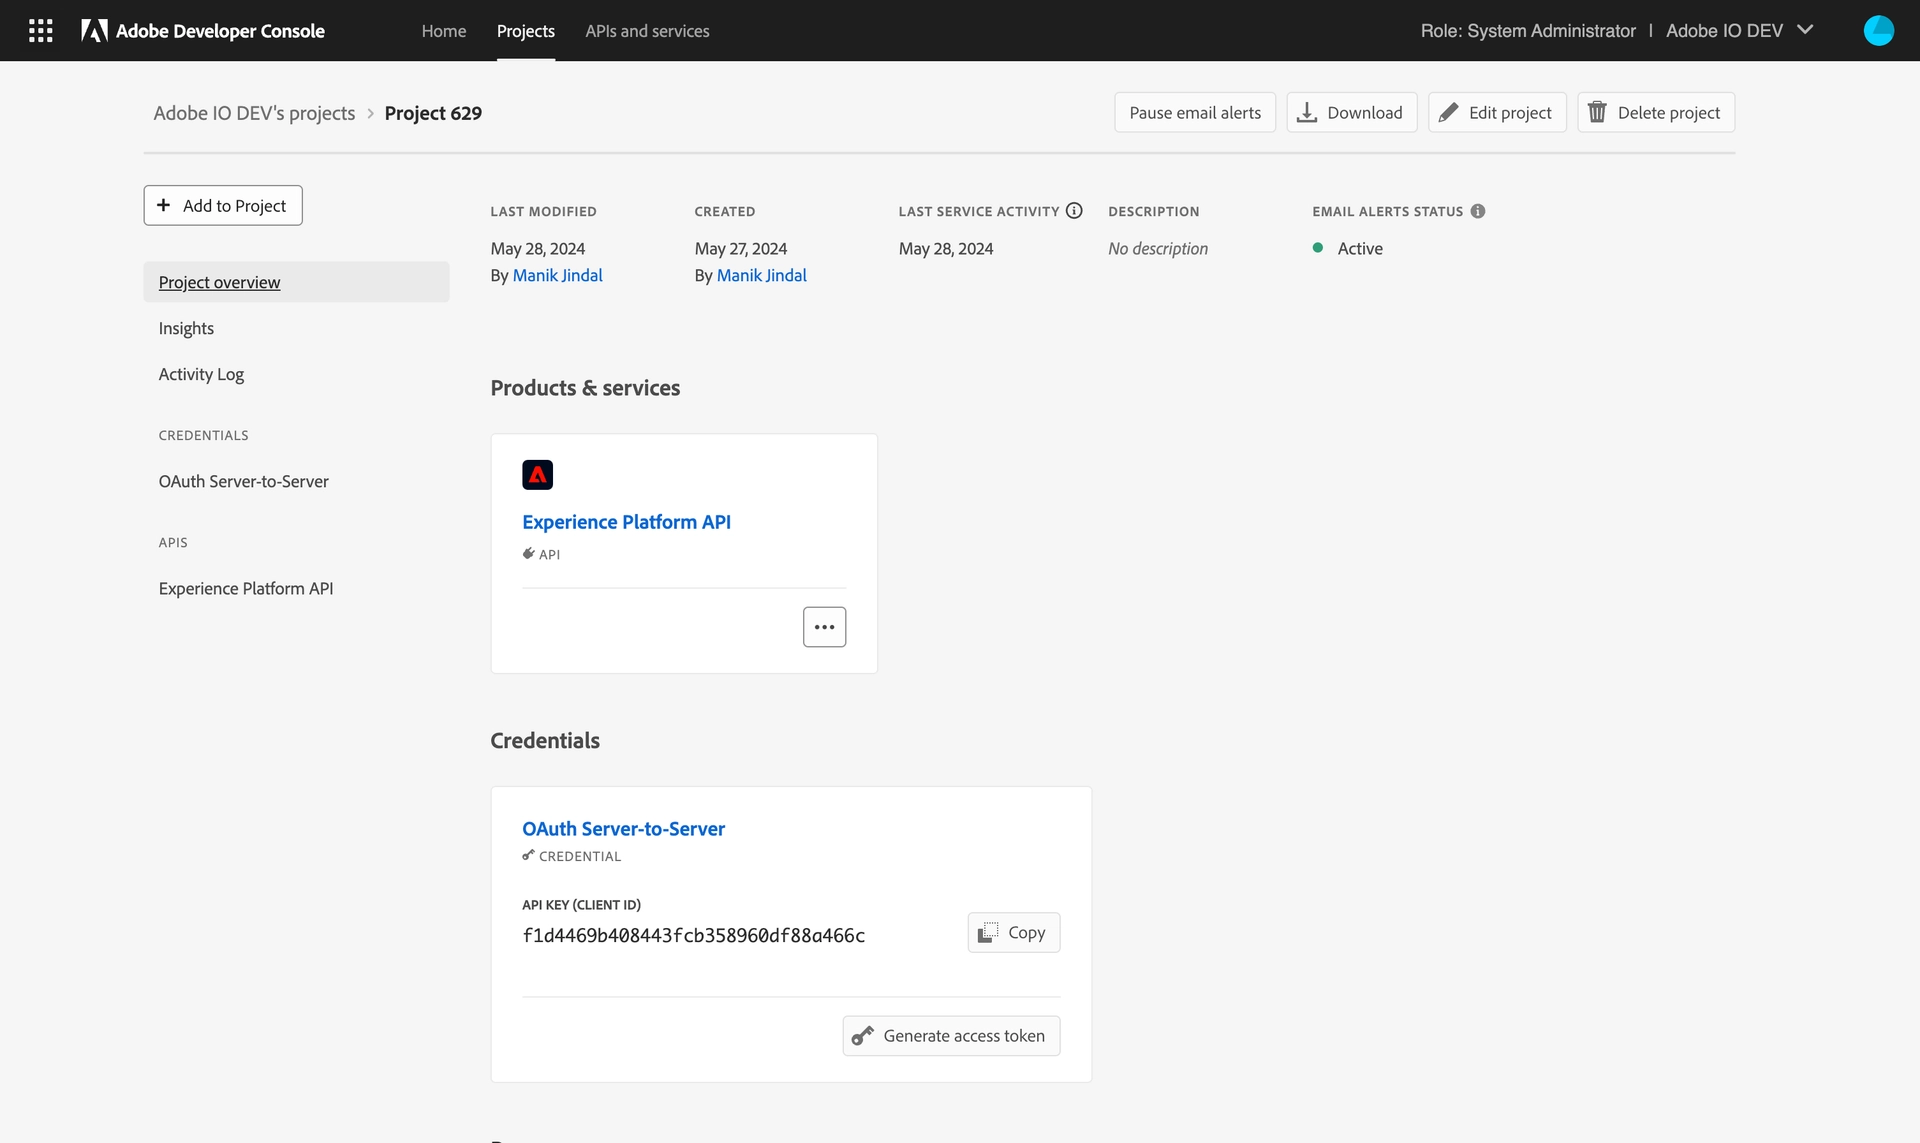 Adobe Developer Console
Home
Projects
APIs and services
Role: System Administrator | Adobe IO DEV
Adobe IO DEV's projects › Project 629
Pause email alerts
Download
Edit project
Delete project
+ Add to Project
Project overview
Insights
Activity Log
CREDENTIALS
OAuth Server-to-Server
APIS
Experience Platform API
LAST MODIFIED
May 28, 2024
By Manik Jindal
CREATED
May 27, 2024
By Manik Jindal
LAST SERVICE ACTIVITY
May 28, 2024
DESCRIPTION
No description
EMAIL ALERTS STATUS
Active
Products & services
Experience Platform API
API
Credentials
OAuth Server-to-Server
CREDENTIAL
API KEY (CLIENT ID)
f1d4469b408443fcb358960df88a466c
Copy
Generate access token